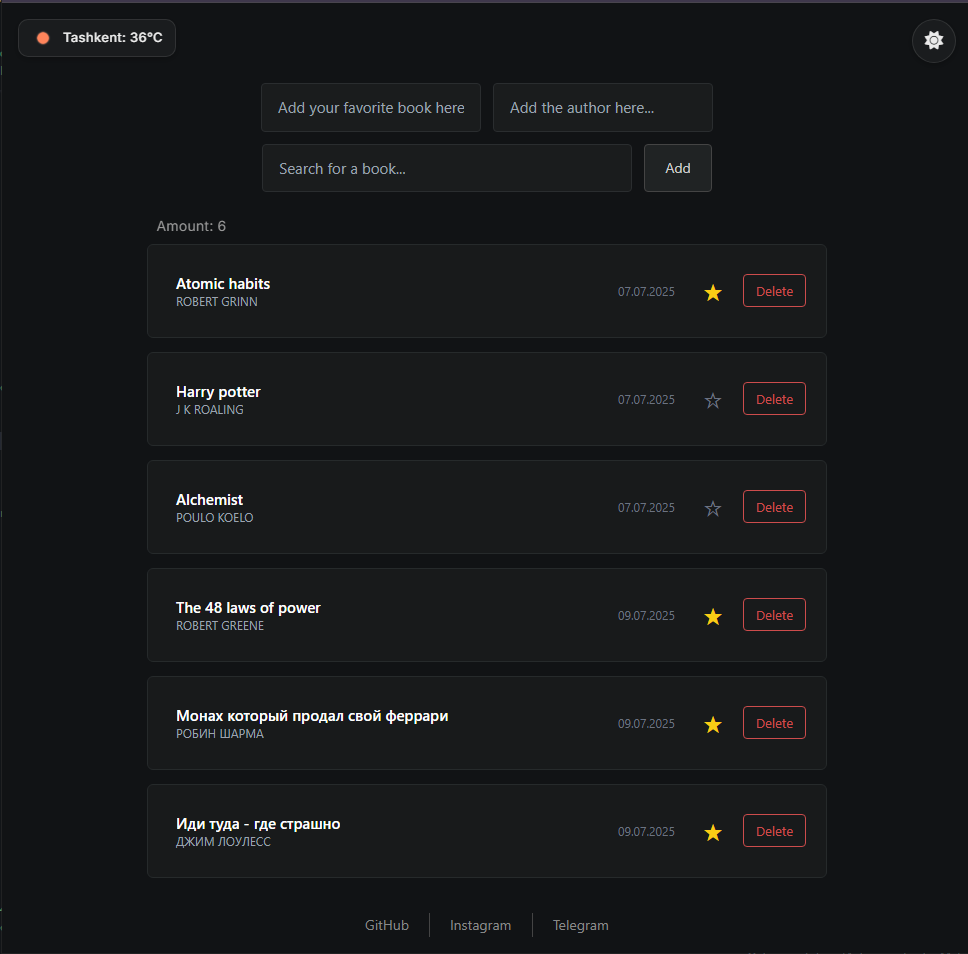 Tashkent: 36°C
Add your favorite book here
Add the author here...
Search for a book...
Add
Amount: 6
Atomic habits
ROBERT GRINN
07.07.2025
Delete
Harry potter
J K ROALING
07.07.2025
Delete
Alchemist
POULO KOELO
07.07.2025
Delete
The 48 laws of power
ROBERT GREENE
09.07.2025
Delete
Монах который продал свой феррари
РОБИН ШАРМА
09.07.2025
Delete
Иди туда - где страшно
ДЖИМ ЛОУЛЕСС
09.07.2025
Delete
GitHub
Instagram
Telegram